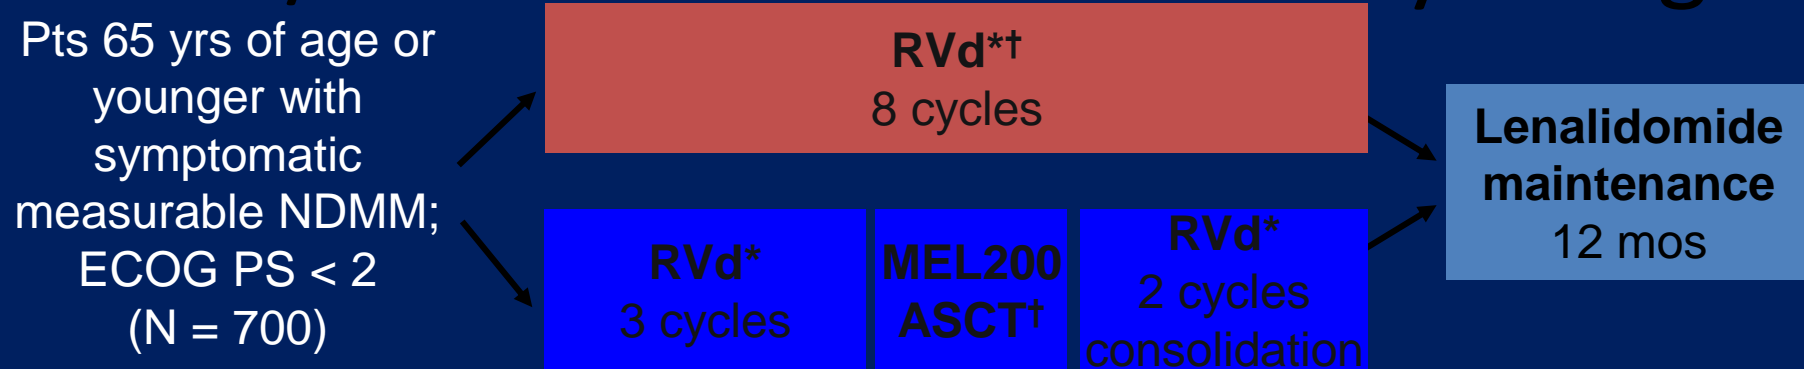 Pts 65 yrs of age or
younger with
symptomatic
measurable NDMM;
ECOG PS < 2
(N = 700)
RVd*†
8 cycles
RVd*
3 cycles
MEL200
ASCT†
RVd*
2 cycles
consolidation
Lenalidomide
maintenance
12 mos